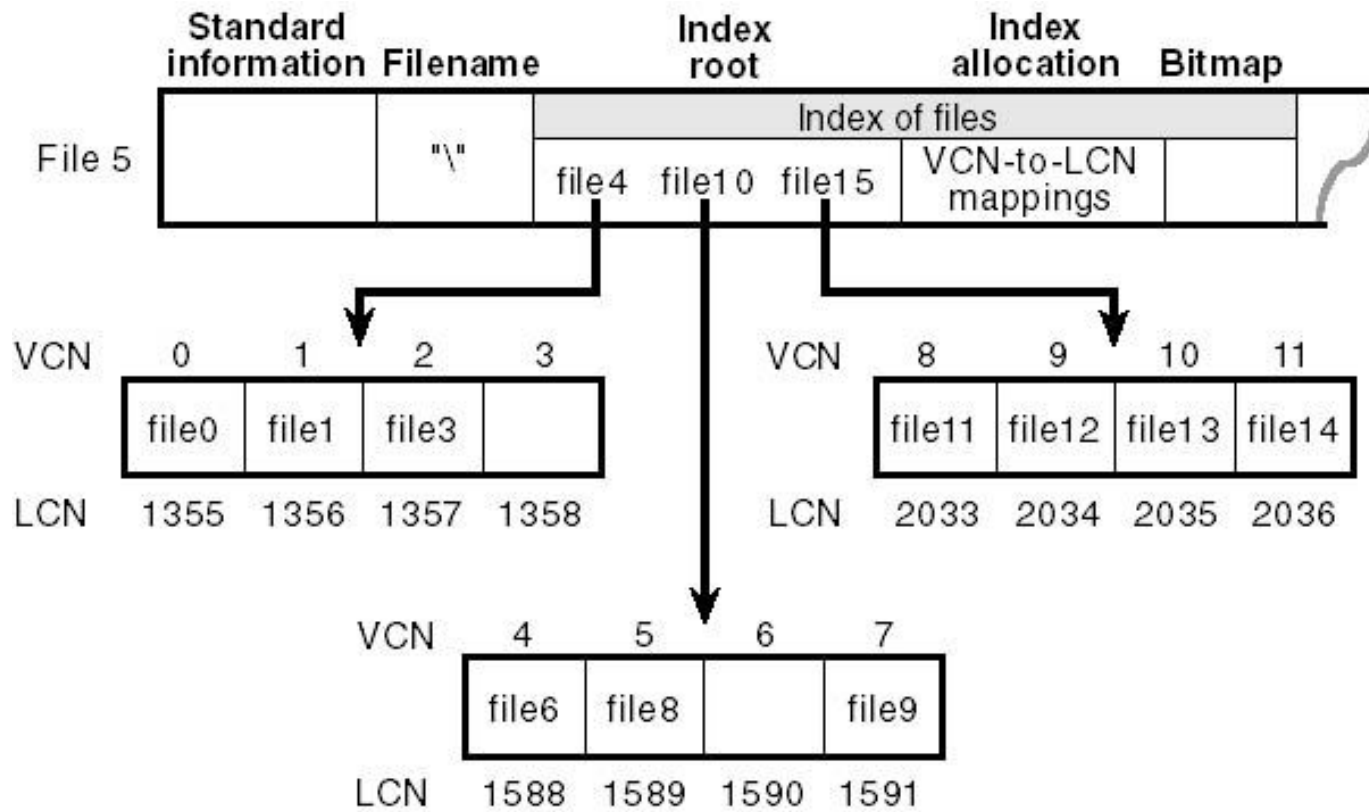 Standard information Filename Index root Index allocation Bitmap
Index of files
File 5 "\" file4 file10 file15 VCN-to-LCN mappings
VCN 0 1 2 3
file0 file1 file3
LCN 1355 1356 1357 1358
VCN 8 9 10 11
file11 file12 file13 file14
LCN 2033 2034 2035 2036
VCN 4 5 6 7
file6 file8 file9
LCN 1588 1589 1590 1591